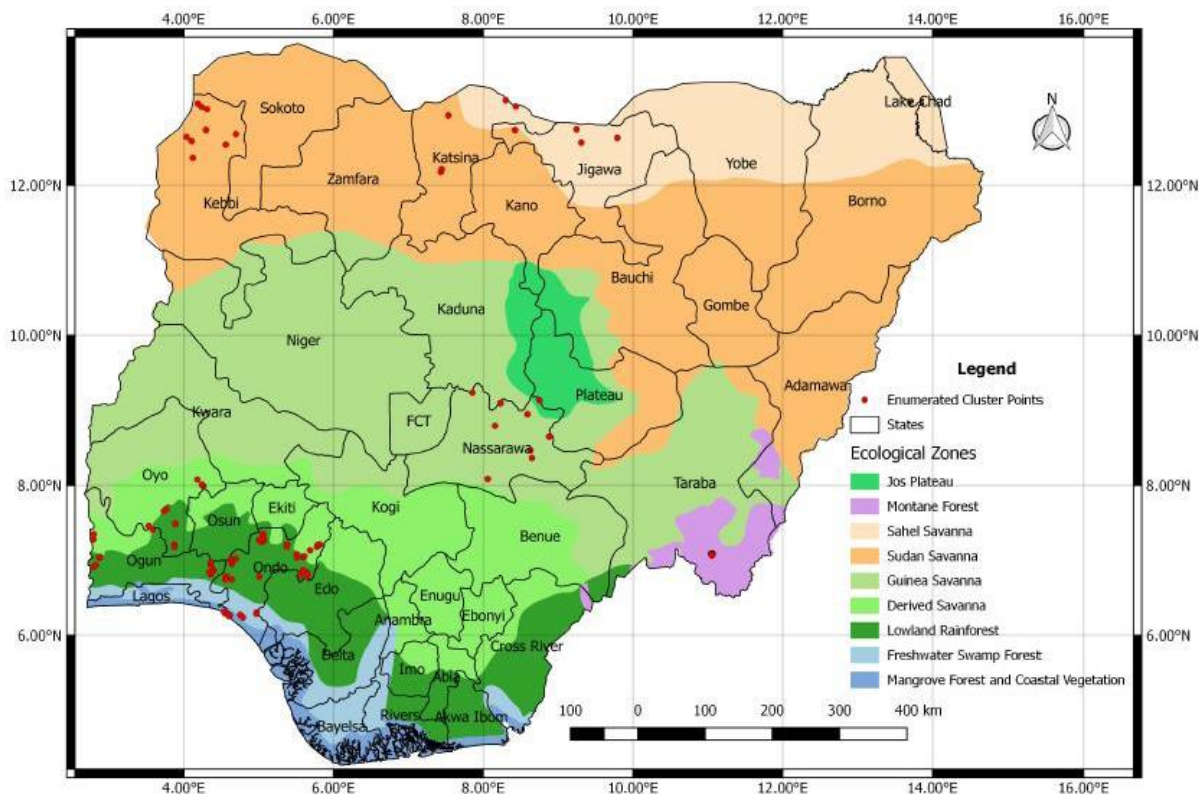 4.00°E 6.00°E 8.00°E 10.00°E 12.00°E 14.00°E 16.00°E
Lake Chad
N
Sokoto
Katsina
Jigawa
Yobe
12.00°N 12.00°N
Zamfara
Kebbi
Kano
Borno
Bauchi
Gombe
Kaduna
10.00°N 10.00°N
Niger
Legend
Adamawa
Plateau
Enumerated Cluster Points
States
Kwara
FCT
Nassarawa
Ecological Zones
Oyo
Jos Plateau
8.00°N 8.00°N
Taraba
Ekiti
Kogi
Montane Forest
Osun
Sahel Savanna
Benue
Sudan Savanna
Ogun
Ondo
Guinea Savanna
Lagos
Edo
Enugu
Derived Savanna
Anambra
Ebonyi
Lowland Rainforest
6.00°N 6.00°N
Delta
Cross River
Freshwater Swamp Forest
Imo
Abia
Mangrove Forest and Coastal Vegetation
Bayelsa
Rivers
Akwa Ibom
100 0 100 200 300 400 km
4.00°E 6.00°E 8.00°E 10.00°E 12.00°E 14.00°E 16.00°E